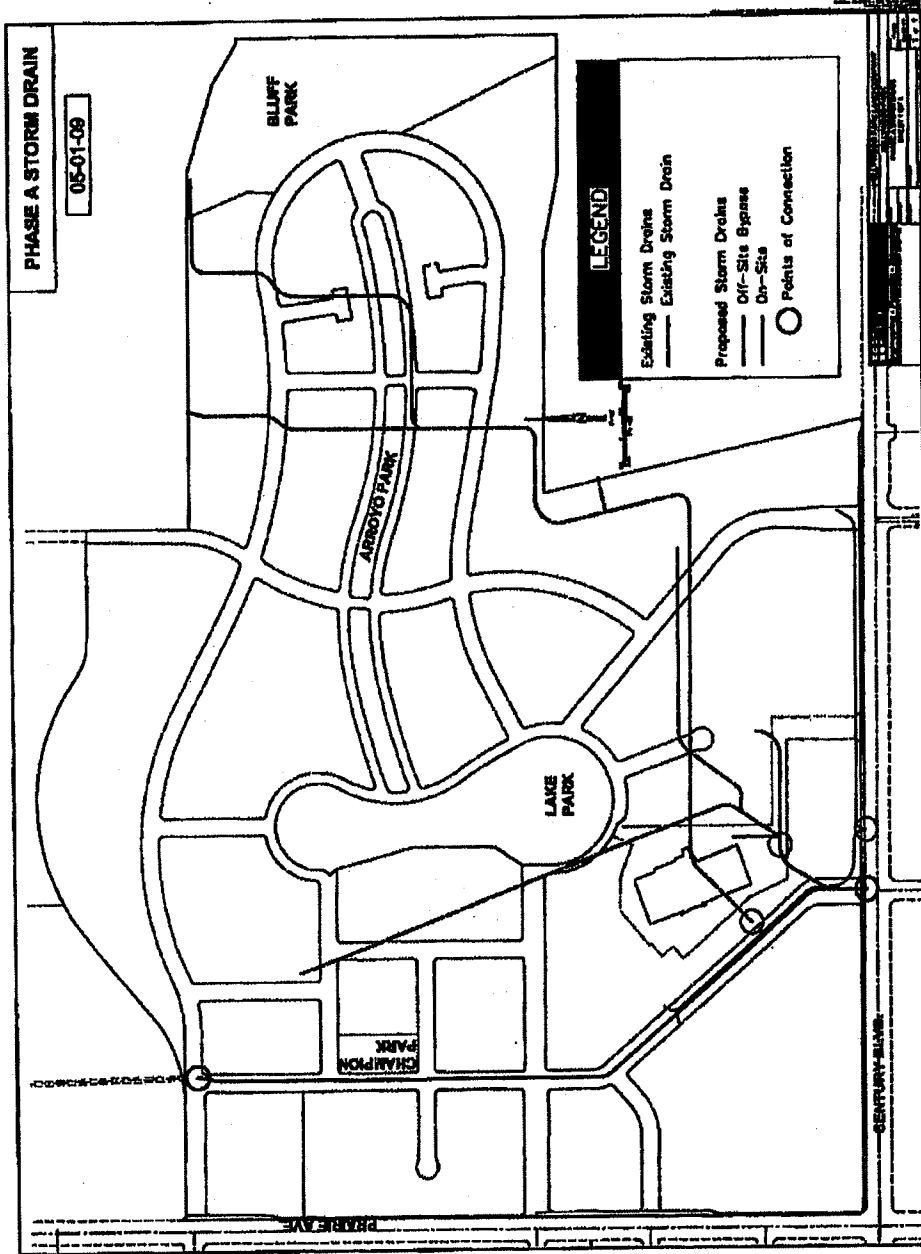 PHASE A STORM DRAIN
05-01-09
BLUFF
PARK
LEGEND
Existing Storm Drains
Existing Storm Drain
Proposed Storm Drains
Off-Site Bypass
On-Site
Points of Connection
ARROYO PARK
LAKE
PARK
CHAMPION
PARK
PRAIRIE AVE
CENTURY BLVD.